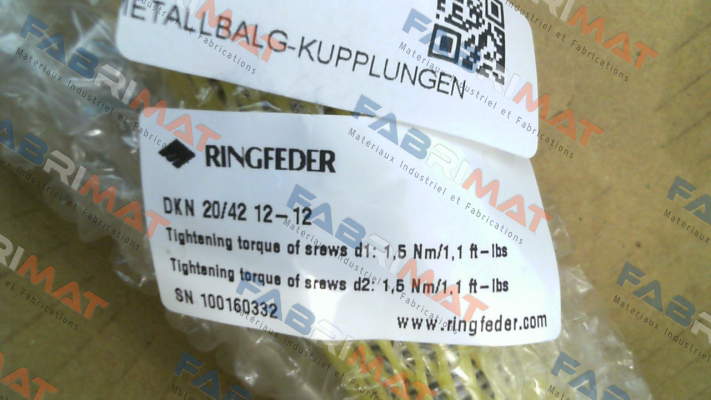 METALLBALG-KUPPLUNGEN
RINGFEDER
DKN 20/42 12-12
Tightening torque of srews d1: 1,5 Nm/1,1 ft-lbs
Tightening torque of srews d2: 1,5 Nm/1,1 ft-lbs
SN 100160332
www.ringfeder.com
FABRIMAT
Matériaux Industriel et Fabrications